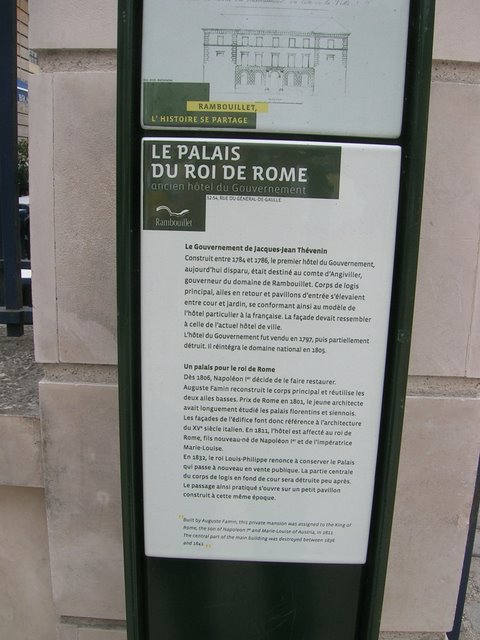 RAMBOUILLET,
L'HISTOIRE SE PARTAGE
LE PALAIS
DU ROI DE ROME
ancien hôtel du Gouvernement
52-54, RUE DU GÉNÉRAL-DE-GAULLE
Rambouillet
Le Gouvernement de Jacques-Jean Thévenin
Construit entre 1784 et 1786, le premier hôtel du Gouvernement,
aujourd'hui disparu, était destiné au comte d'Angiviller,
gouverneur du domaine de Rambouillet. Corps de logis
principal, ailes en retour et pavillons d'entrée s'élevaient
entre cour et jardin, se conformant ainsi au modèle de
l'hôtel particulier à la française. La façade devait ressembler
à celle de l'actuel hôtel de ville.
L'hôtel du Gouvernement fut vendu en 1797, puis partiellement
détruit. Il réintégra le domaine national en 1805.
Un palais pour le roi de Rome
Dès 1806, Napoléon Ier décide de le faire restaurer.
Auguste Famin reconstruit le corps principal et réutilise les
deux ailes basses. Prix de Rome en 1801, le jeune architecte
avait longuement étudié les palais florentins et siennois.
Les façades de l'édifice font donc référence à l'architecture
du XVe siècle italien. En 1811, l'hôtel est affecté au roi de
Rome, fils nouveau-né de Napoléon Ier et de l'impératrice
Marie-Louise.
En 1832, le roi Louis-Philippe renonce à conserver le Palais
qui passe à nouveau en vente publique. La partie centrale
du corps de logis en fond de cour sera détruite peu après.
Le passage ainsi pratiqué s'ouvre sur un petit pavillon
construit à cette même époque.
"Built by Auguste Famin, this private mansion was assigned to the King of
Rome, the son of Napoleon Ist and Marie-Louise of Austria, in 1811.
The central part of the main building was destroyed between 1836
and 1841."